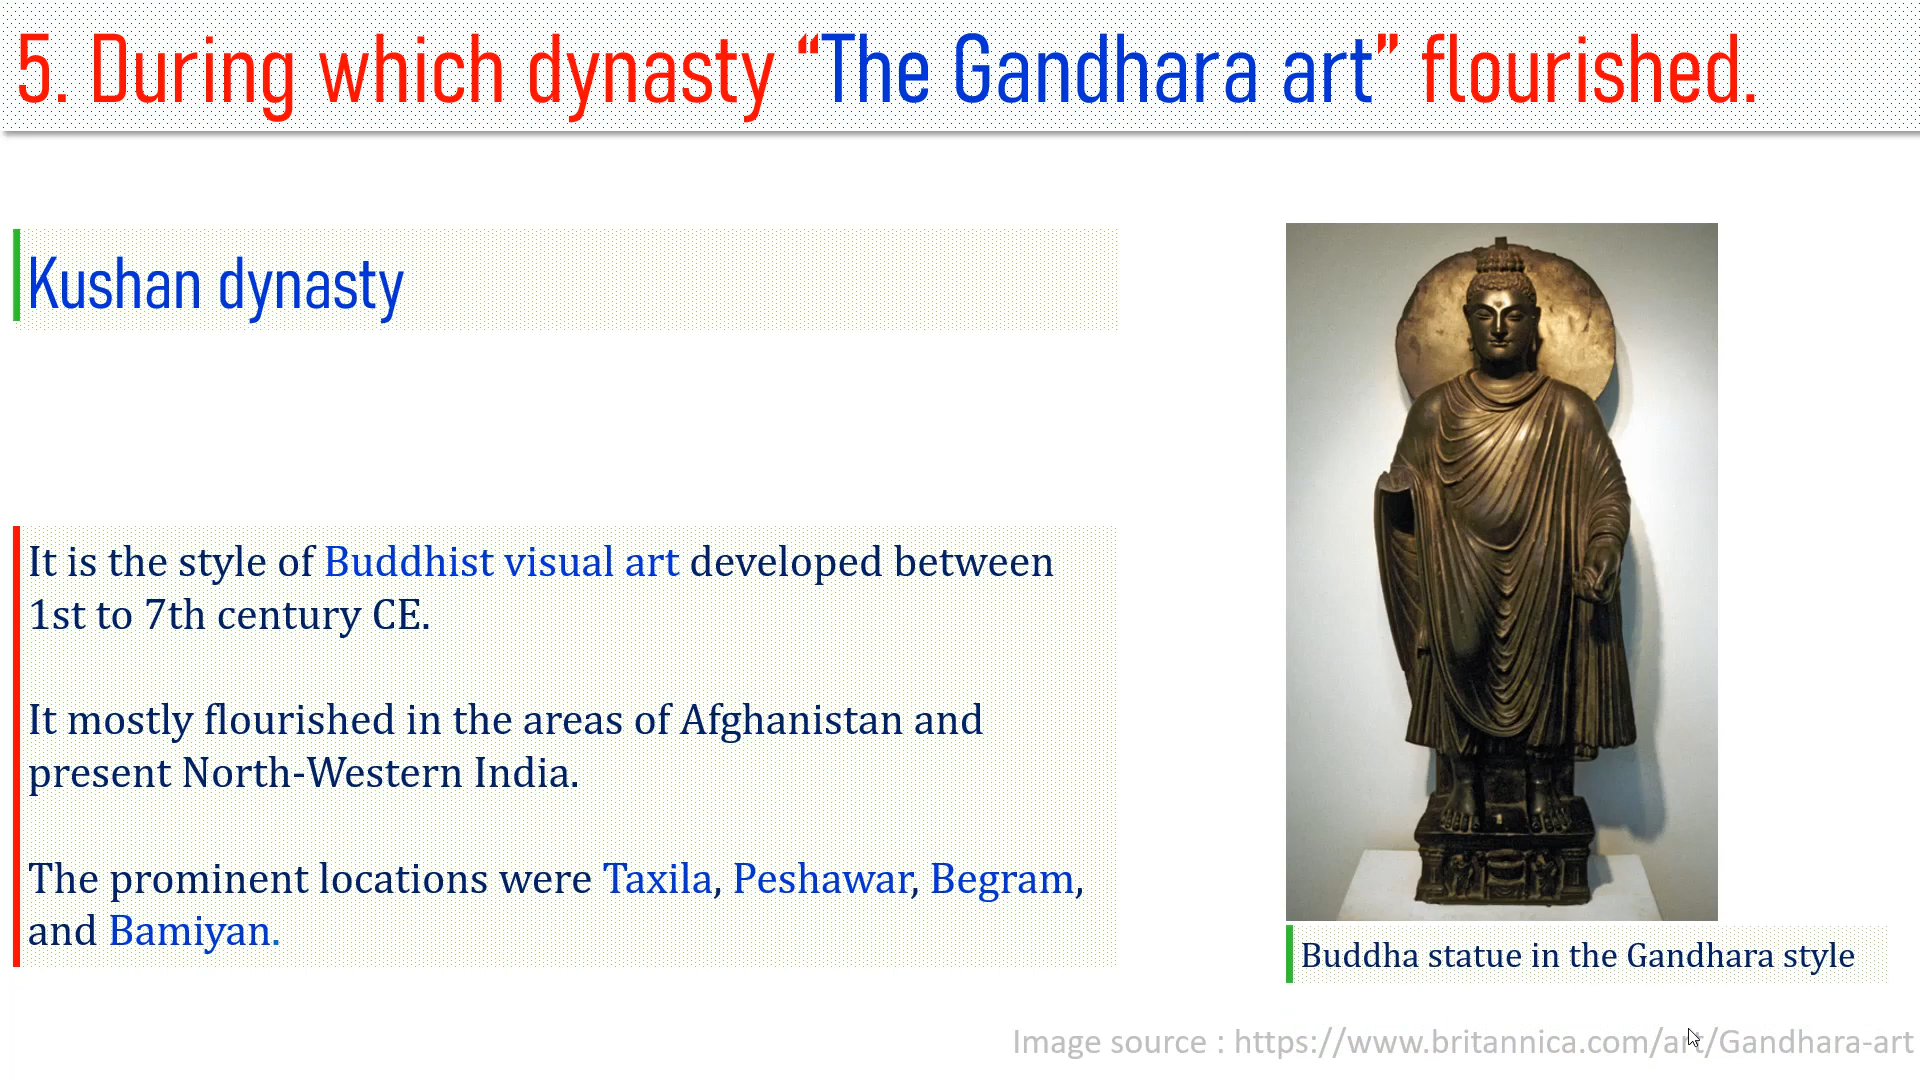 5. During which dynasty “The Gandhara art” flourished.
Kushan dynasty
It is the style of Buddhist visual art developed between
1st to 7th century CE.
It mostly flourished in the areas of Afghanistan and
present North-Western India.
The prominent locations were Taxila, Peshawar, Begram,
and Bamiyan.
Buddha statue in the Gandhara style
Image source : https://www.britannica.com/art/Gandhara-art